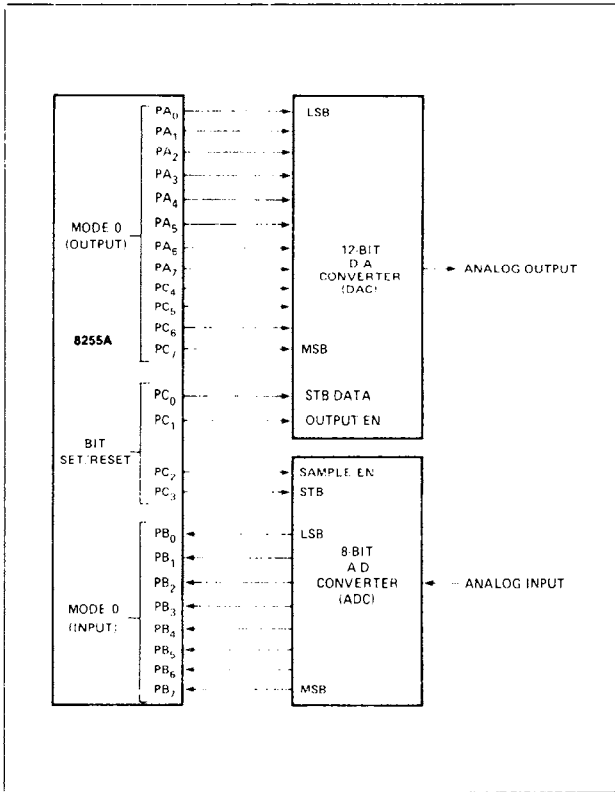 MODE 0
(OUTPUT)
8255A
BIT
SET/RESET
MODE 0
(INPUT)
PA0
PA1
PA2
PA3
PA4
PA5
PA6
PA7
PC4
PC5
PC6
PC7
PC0
PC1
PC2
PC3
PB0
PB1
PB2
PB3
PB4
PB5
PB6
PB7
LSB
12-BIT
D A
CONVERTER
(DAC)
MSB
STB DATA
OUTPUT EN
ANALOG OUTPUT
SAMPLE EN
STB
LSB
8-BIT
A D
CONVERTER
(ADC)
MSB
ANALOG INPUT